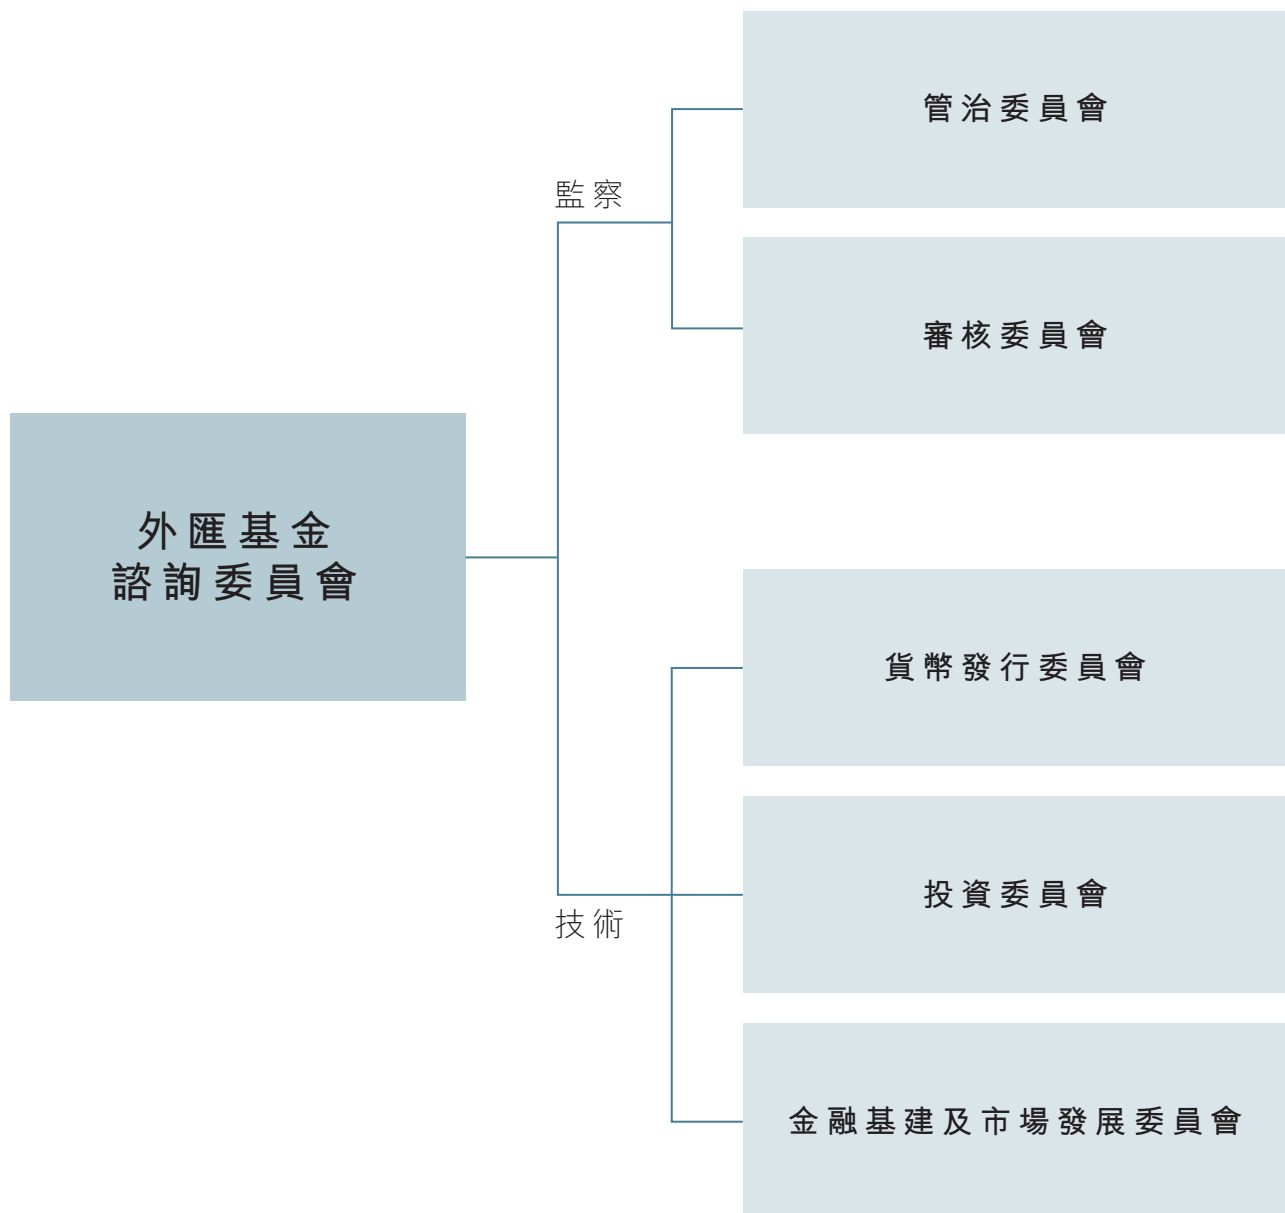 管治委員會
監察
審核委員會
外匯基金
諮詢委員會
貨幣發行委員會
投資委員會
技術
金融基建及市場發展委員會